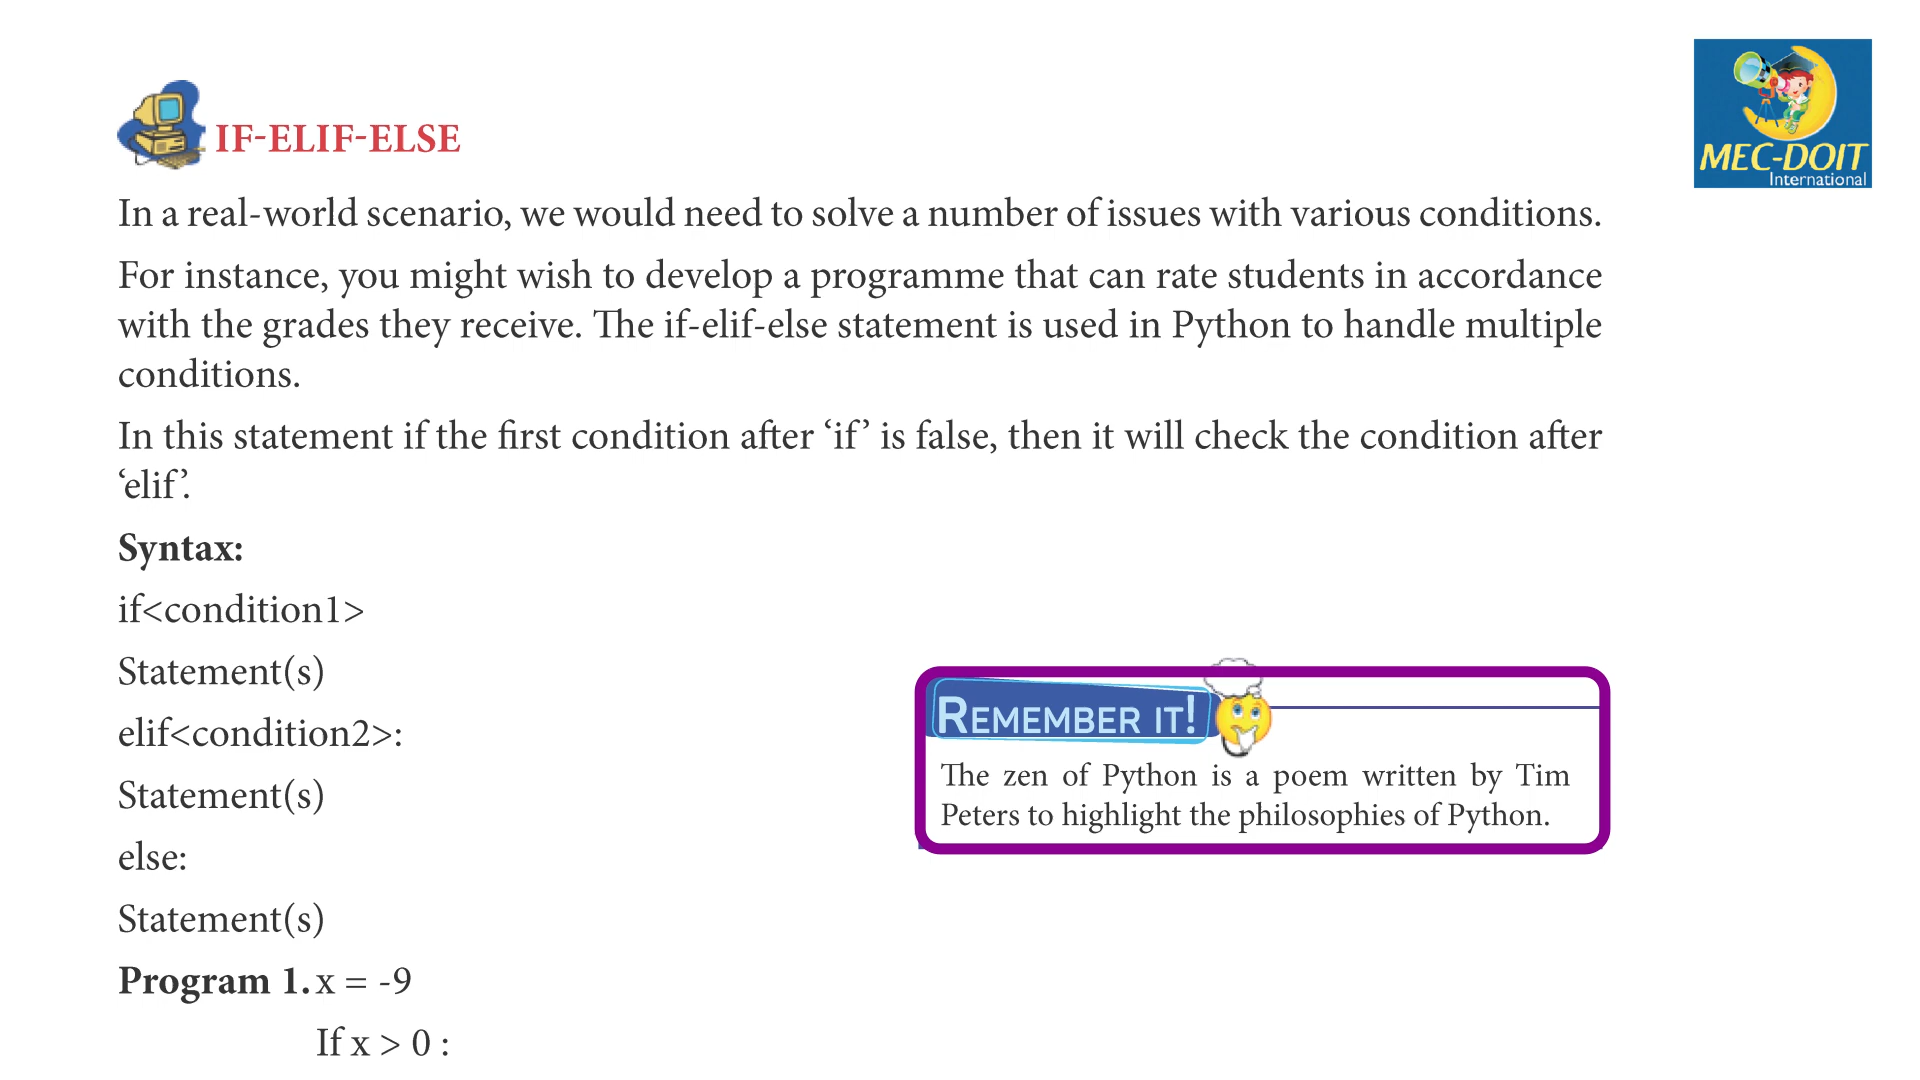 IF-ELIF-ELSE
MEC-DOIT
International
In a real-world scenario, we would need to solve a number of issues with various conditions.
For instance, you might wish to develop a programme that can rate students in accordance
with the grades they receive. The if-elif-else statement is used in Python to handle multiple
conditions.
In this statement if the first condition after ‘if’ is false, then it will check the condition after
‘elif’.
Syntax:
if<condition1>
Statement(s)
elif<condition2>:
Statement(s)
else:
Statement(s)
REMEMBER IT!
The zen of Python is a poem written by Tim
Peters to highlight the philosophies of Python.
Program 1. x = -9
If x > 0 :